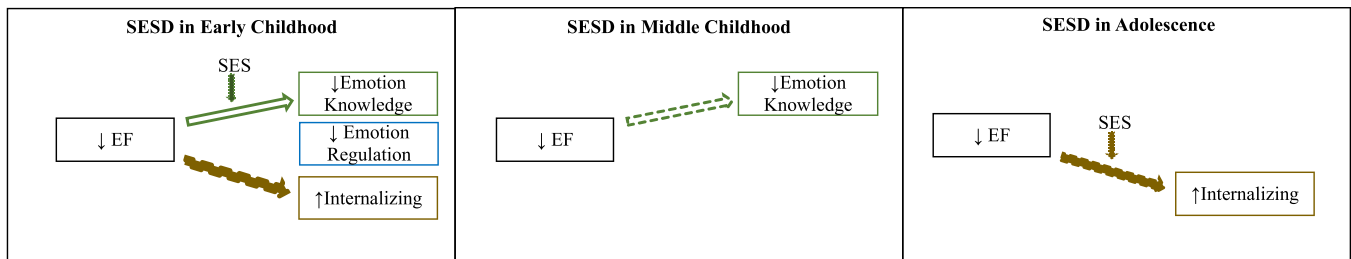 SESD in Early Childhood
SES
↓Emotion
Knowledge
↓ EF
↓ Emotion
Regulation
↑Internalizing
SESD in Middle Childhood
↓Emotion
Knowledge
↓ EF
SESD in Adolescence
SES
↓ EF
↑Internalizing